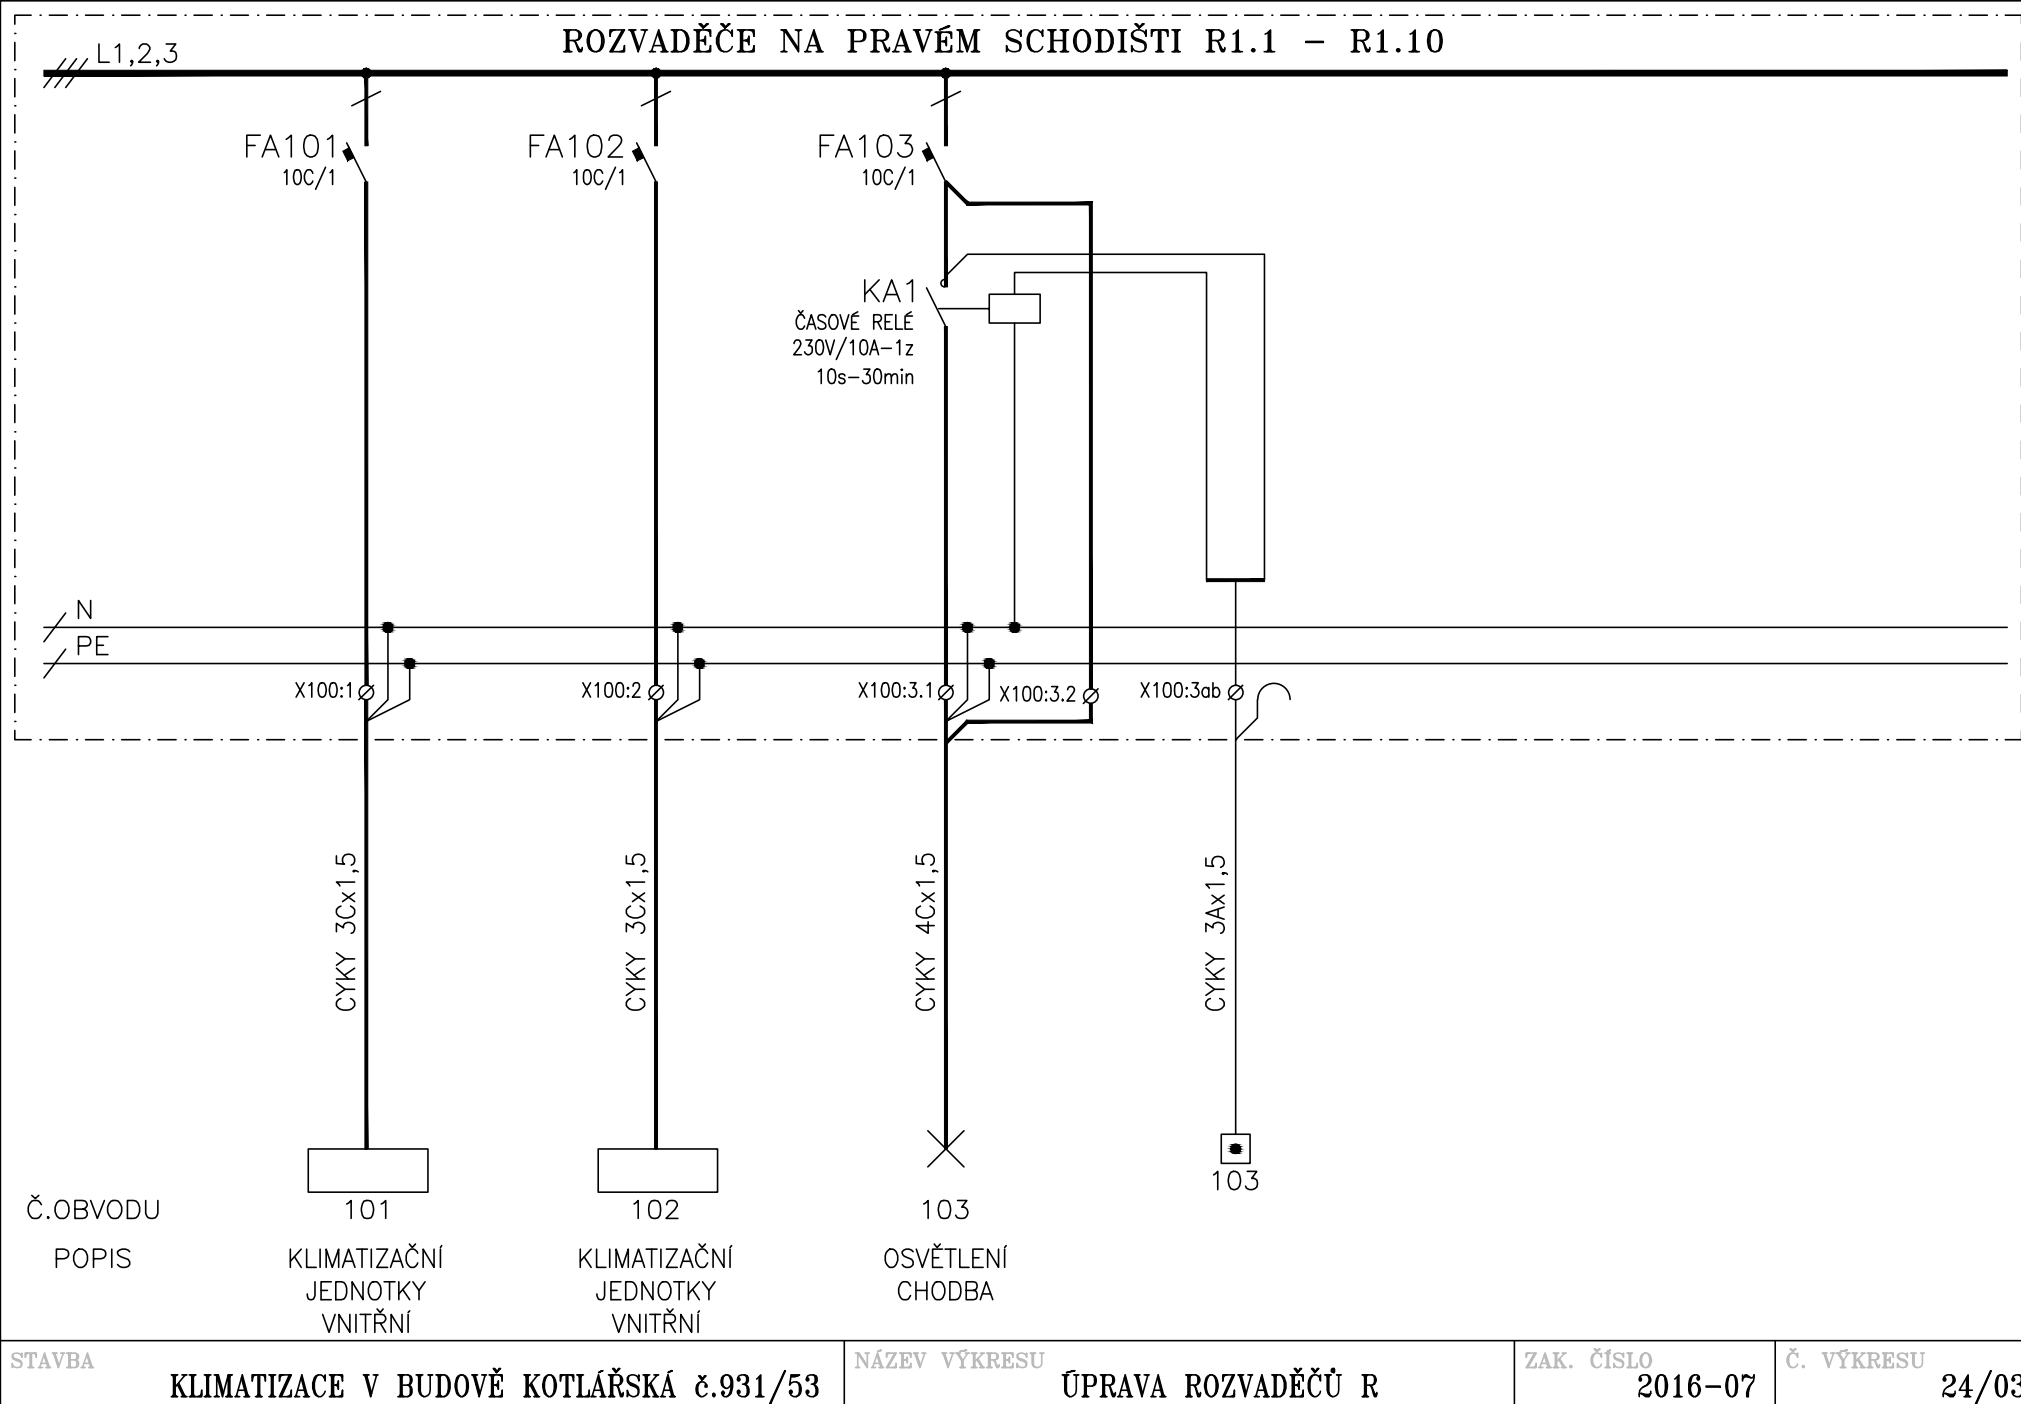 ROZVADĚČE NA PRAVÉM SCHODIŠTI R1.1 – R1.10
L1,2,3
FA101
10C/1
FA102
10C/1
FA103
10C/1
KA1
ČASOVÉ RELÉ
230V/10A–1z
10s–30min
N
PE
X100:1
X100:2
X100:3.1
X100:3.2
X100:3ab
CYKY 3Cx1,5
CYKY 3Cx1,5
CYKY 4Cx1,5
CYKY 3Ax1,5
Č.OBVODU
101
102
103
103
POPIS
KLIMATIZAČNÍ
JEDNOTKY
VNITŘNÍ
KLIMATIZAČNÍ
JEDNOTKY
VNITŘNÍ
OSVĚTLENÍ
CHODBA
STAVBA
KLIMATIZACE V BUDOVĚ KOTLÁŘSKÁ č.931/53
NÁZEV VÝKRESU
ÚPRAVA ROZVADĚČŮ R
ZAK. ČÍSLO
2016–07
Č. VÝKRESU
24/03